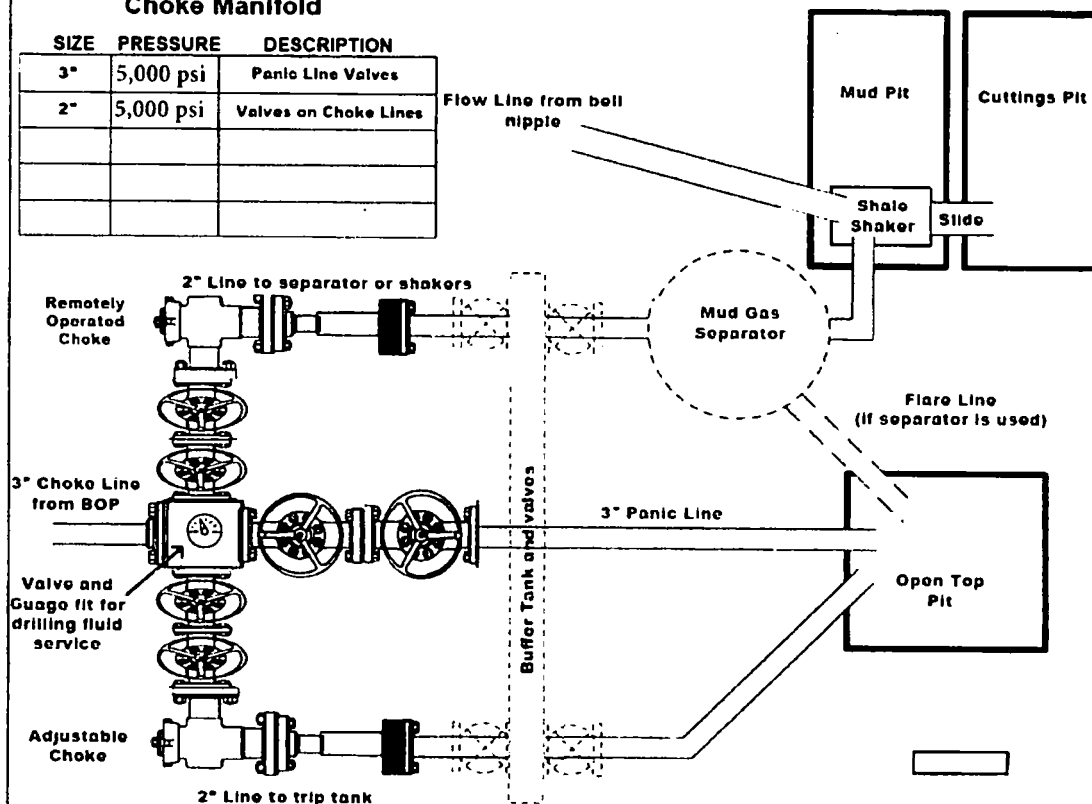 Choke Manifold
SIZE PRESSURE DESCRIPTION
3" 5,000 psi Panic Line Valves
2" 5,000 psi Valves on Choke Lines
Flow Line from bell
nipple
Mud Pit
Cuttings Pit
Shale
Shaker
Slide
2" Line to separator or shakers
Remotely
Operated
Choke
Mud Gas
Separator
Flare Line
(if separator is used)
3" Choke Line
from BOP
3" Panic Line
Buffer Tank and valves
Valve and
Guage fit for
drilling fluid
service
Open Top
Pit
Adjustable
Choke
2" Line to trip tank